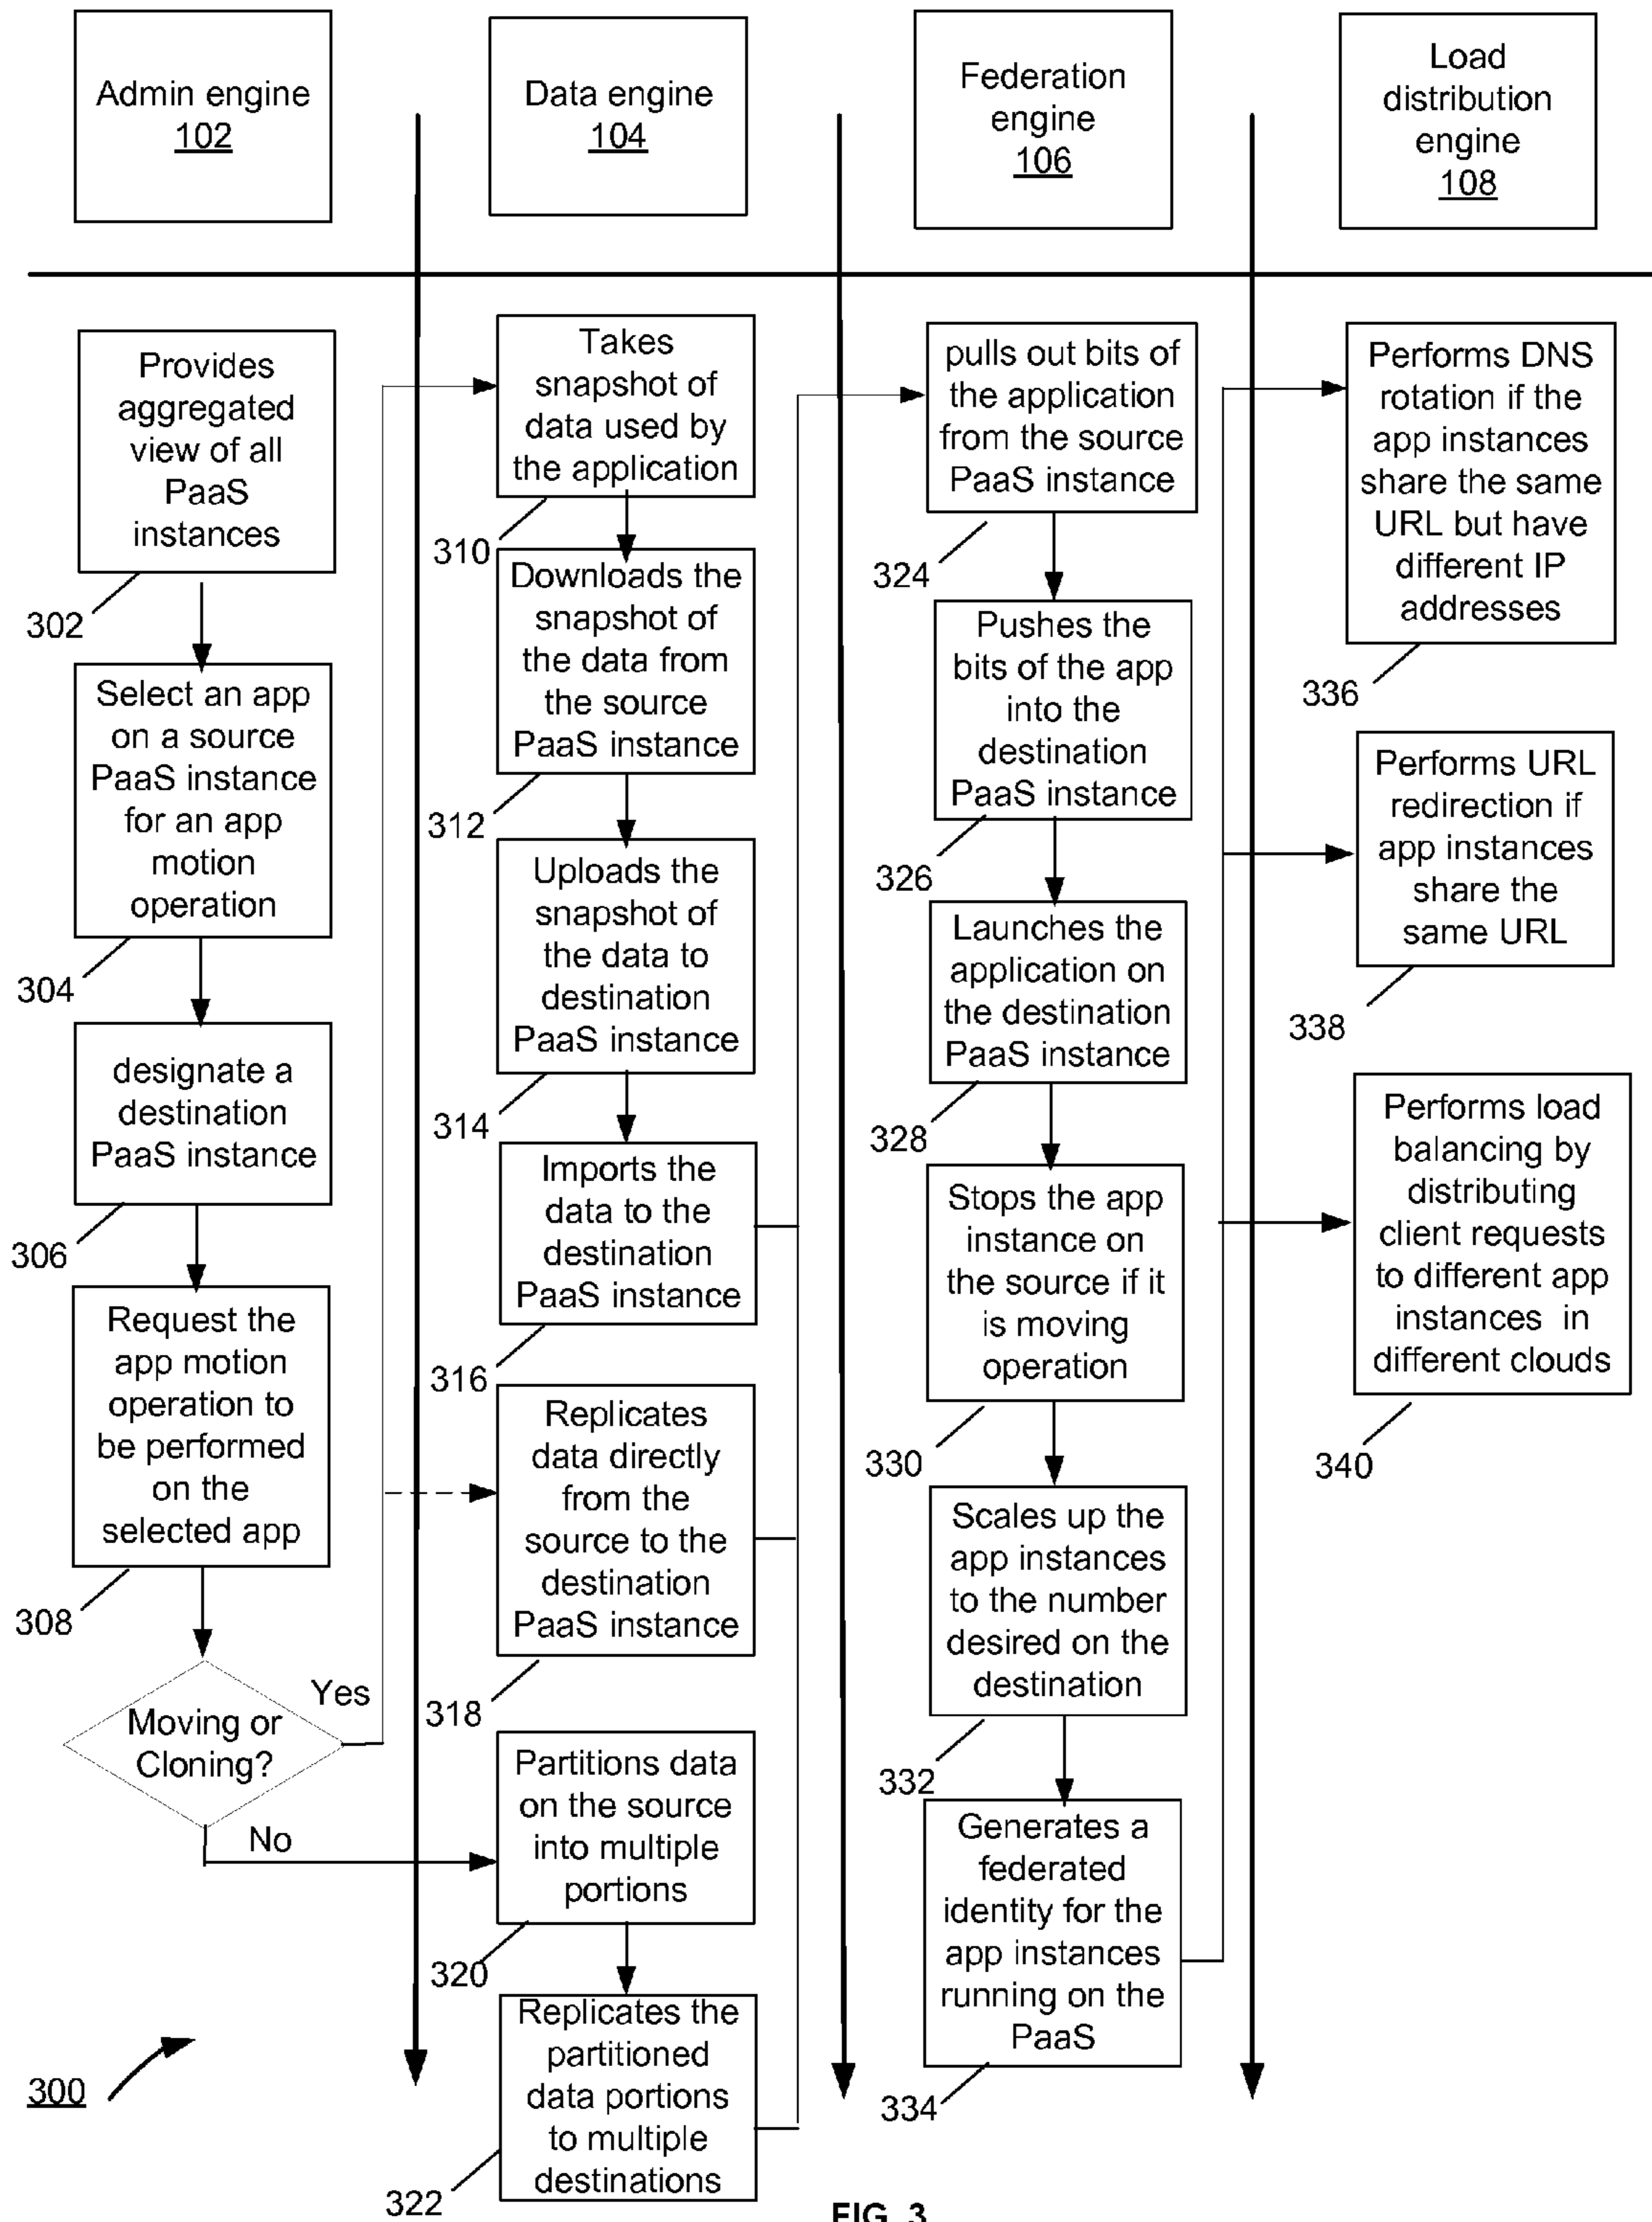 Admin engine
102
Data engine
104
Federation
engine
106
Load
distribution
engine
108
Provides
aggregated
view of all
PaaS
instances
302
Select an app
on a source
PaaS instance
for an app
motion
operation
304
designate a
destination
PaaS instance
306
Request the
app motion
operation to
be performed
on the
selected app
308
Moving or
Cloning?
Yes
No
300
Takes
snapshot of
data used by
the application
310
Downloads the
snapshot of
the data from
the source
PaaS instance
312
Uploads the
snapshot of
the data to
destination
PaaS instance
314
Imports the
data to the
destination
PaaS instance
316
Replicates
data directly
from the
source to the
destination
PaaS instance
318
Partitions data
on the source
into multiple
portions
320
Replicates the
partitioned
data portions
to multiple
destinations
322
pulls out bits of
the application
from the source
PaaS instance
324
Pushes the
bits of the app
into the
destination
PaaS instance
326
Launches the
application on
the destination
PaaS instance
328
Stops the app
instance on
the source if it
is moving
operation
330
Scales up the
app instances
to the number
desired on the
destination
332
Generates a
federated
identity for the
app instances
running on the
PaaS
334
Performs DNS
rotation if the
app instances
share the same
URL but have
different IP
addresses
336
Performs URL
redirection if
app instances
share the
same URL
338
Performs load
balancing by
distributing
client requests
to different app
instances in
different clouds
340
FIG. 3